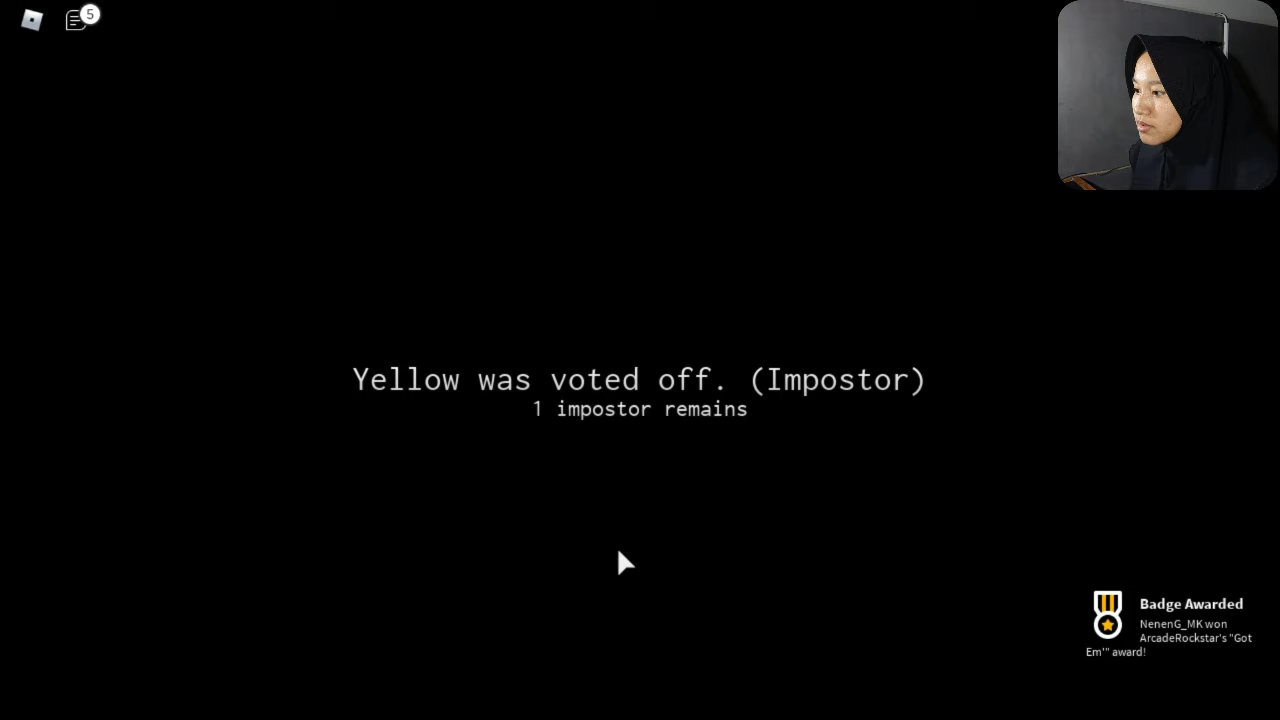 5
Yellow was voted off. (Impostor)
1 impostor remains
Badge Awarded
NenenG_MK won
ArcadeRockstar's "Got
Em'" award!